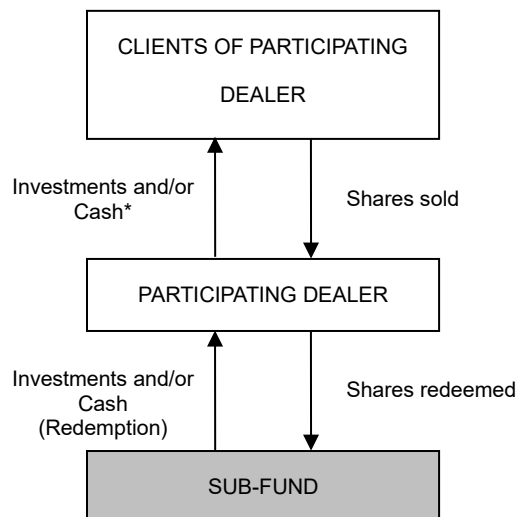 CLIENTS OF PARTICIPATING
DEALER
Investments and/or
Cash*
Shares sold
PARTICIPATING DEALER
Investments and/or
Cash
(Redemption)
Shares redeemed
SUB-FUND